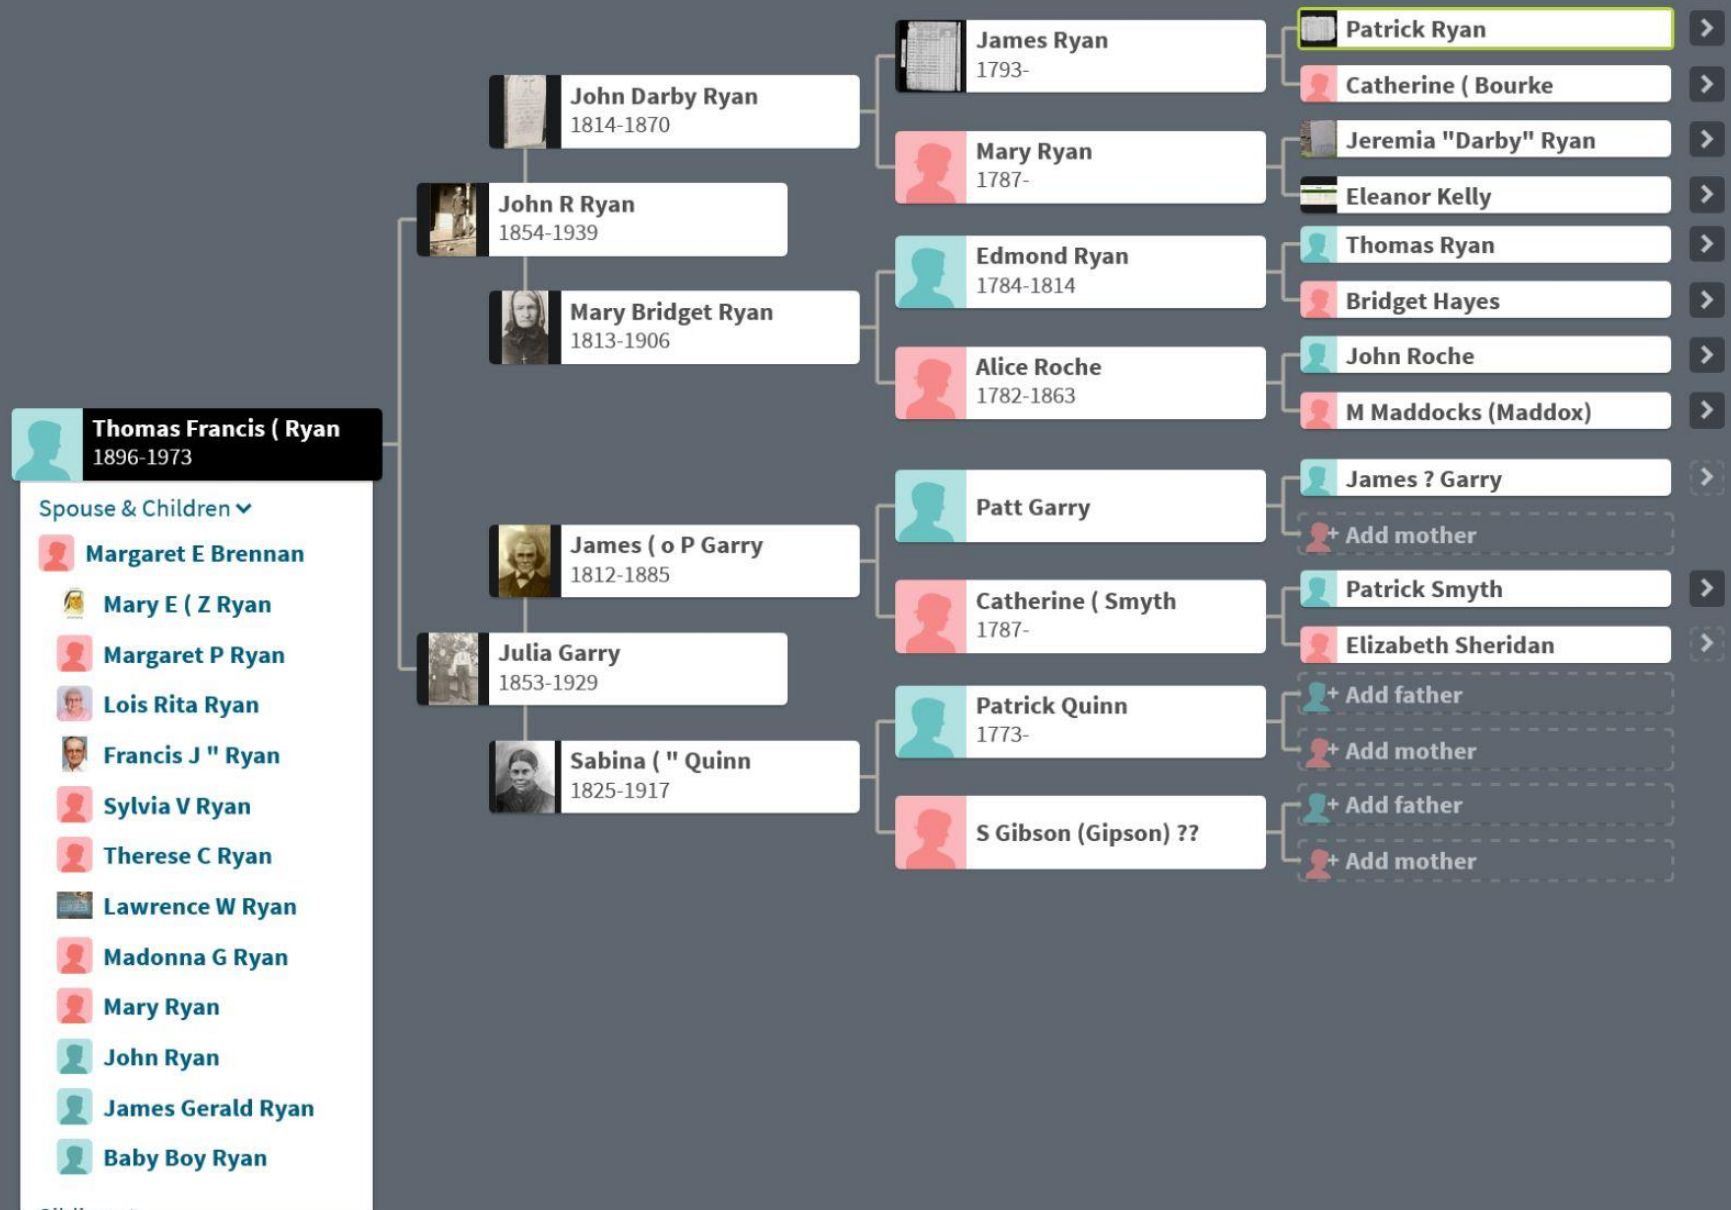 Thomas Francis ( Ryan
1896-1973
Spouse & Children
Margaret E Brennan
Mary E ( Z Ryan
Margaret P Ryan
Lois Rita Ryan
Francis J " Ryan
Sylvia V Ryan
Therese C Ryan
Lawrence W Ryan
Madonna G Ryan
Mary Ryan
John Ryan
James Gerald Ryan
Baby Boy Ryan
John R Ryan
1854-1939
Julia Garry
1853-1929
John Darby Ryan
1814-1870
Mary Bridget Ryan
1813-1906
James ( o P Garry
1812-1885
Sabina ( " Quinn
1825-1917
James Ryan
1793-
Mary Ryan
1787-
Edmond Ryan
1784-1814
Alice Roche
1782-1863
Patt Garry
Catherine ( Smyth
1787-
Patrick Quinn
1773-
S Gibson (Gipson) ??
Patrick Ryan
Catherine ( Bourke
Jeremia "Darby" Ryan
Eleanor Kelly
Thomas Ryan
Bridget Hayes
John Roche
M Maddocks (Maddox)
James ? Garry
Add mother
Patrick Smyth
Elizabeth Sheridan
Add father
Add mother
Add father
Add mother